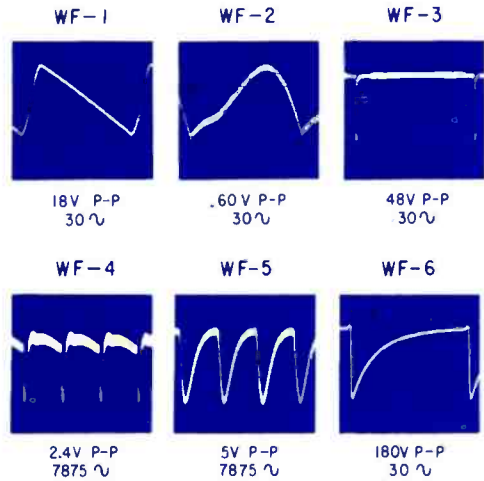 WF-1 WF-2 WF-3
18V P-P .60V P-P 48V P-P
30∿ 30∿ 30∿
WF-4 WF-5 WF-6
2.4V P-P 5V P-P 180V P-P
7875∿ 7875∿ 30∿